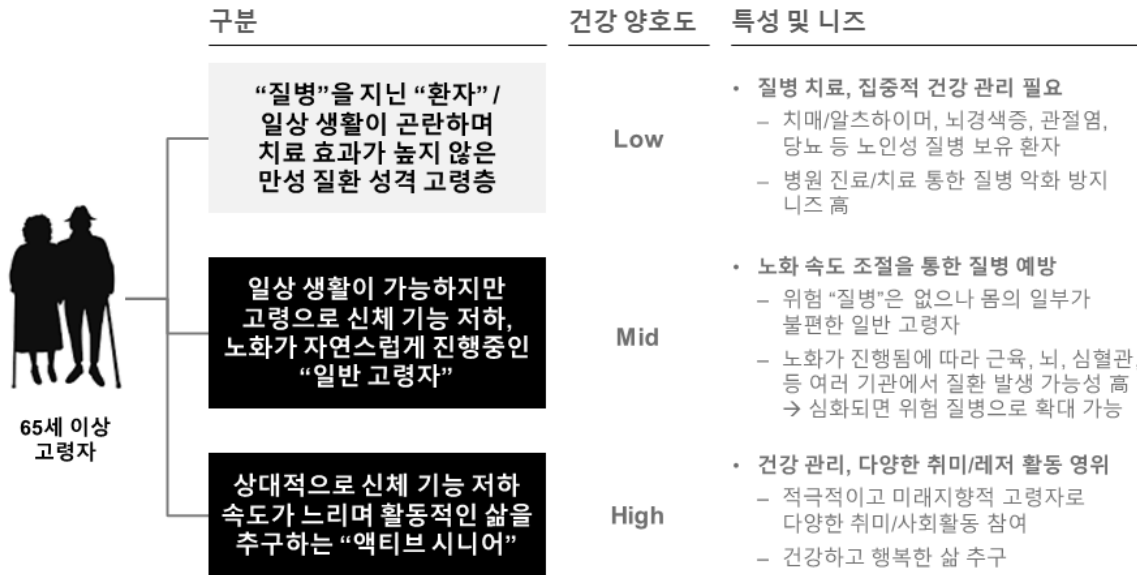 구분
건강 양호도
특성 및 니즈
65세 이상
고령자
“질병”을 지닌 “환자” /
일상 생활이 곤란하며
치료 효과가 높지 않은
만성 질환 성격 고령층
Low
• 질병 치료, 집중적 건강 관리 필요
– 치매/알츠하이머, 뇌경색증, 관절염,
당뇨 등 노인성 질병 보유 환자
– 병원 진료/치료 통한 질병 악화 방지
니즈 高
일상 생활이 가능하지만
고령으로 신체 기능 저하,
노화가 자연스럽게 진행중인
“일반 고령자”
Mid
• 노화 속도 조절을 통한 질병 예방
– 위험 “질병”은 없으나 몸의 일부가
불편한 일반 고령자
– 노화가 진행됨에 따라 근육, 뇌, 심혈관,
등 여러 기관에서 질환 발생 가능성 高
→ 심화되면 위험 질병으로 확대 가능
상대적으로 신체 기능 저하
속도가 느리며 활동적인 삶을
추구하는 “액티브 시니어”
High
• 건강 관리, 다양한 취미/레저 활동 영위
– 적극적이고 미래지향적 고령자로
다양한 취미/사회활동 참여
– 건강하고 행복한 삶 추구